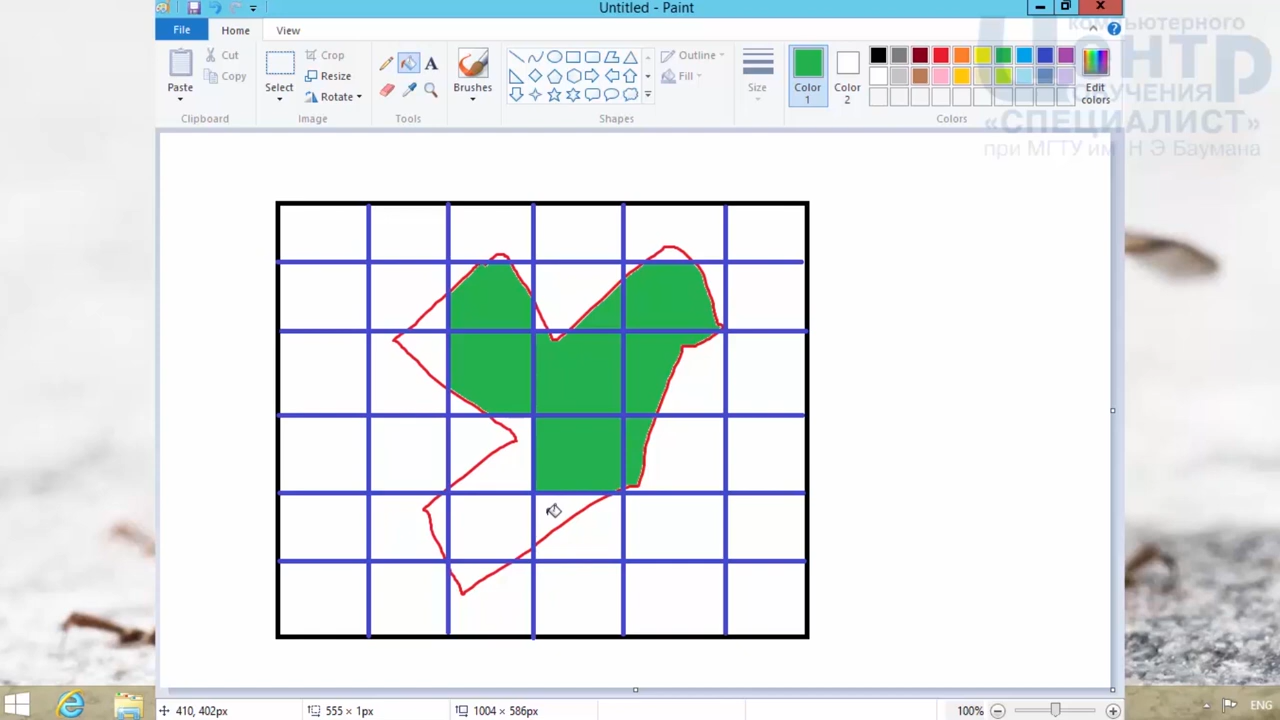 Untitled - Paint
File
Home
View
компьютерного
Центр
обучения
«СПЕЦИАЛИСТ»
при МГТУ им. Н Э Баумана
Paste
Cut
Copy
Clipboard
Select
Crop
Resize
Rotate
Image
Tools
Brushes
Shapes
Outline
Fill
Size
Color
1
Color
2
Edit
colors
Colors
410, 402px
555 × 1px
1004 × 586px
100%
ENG